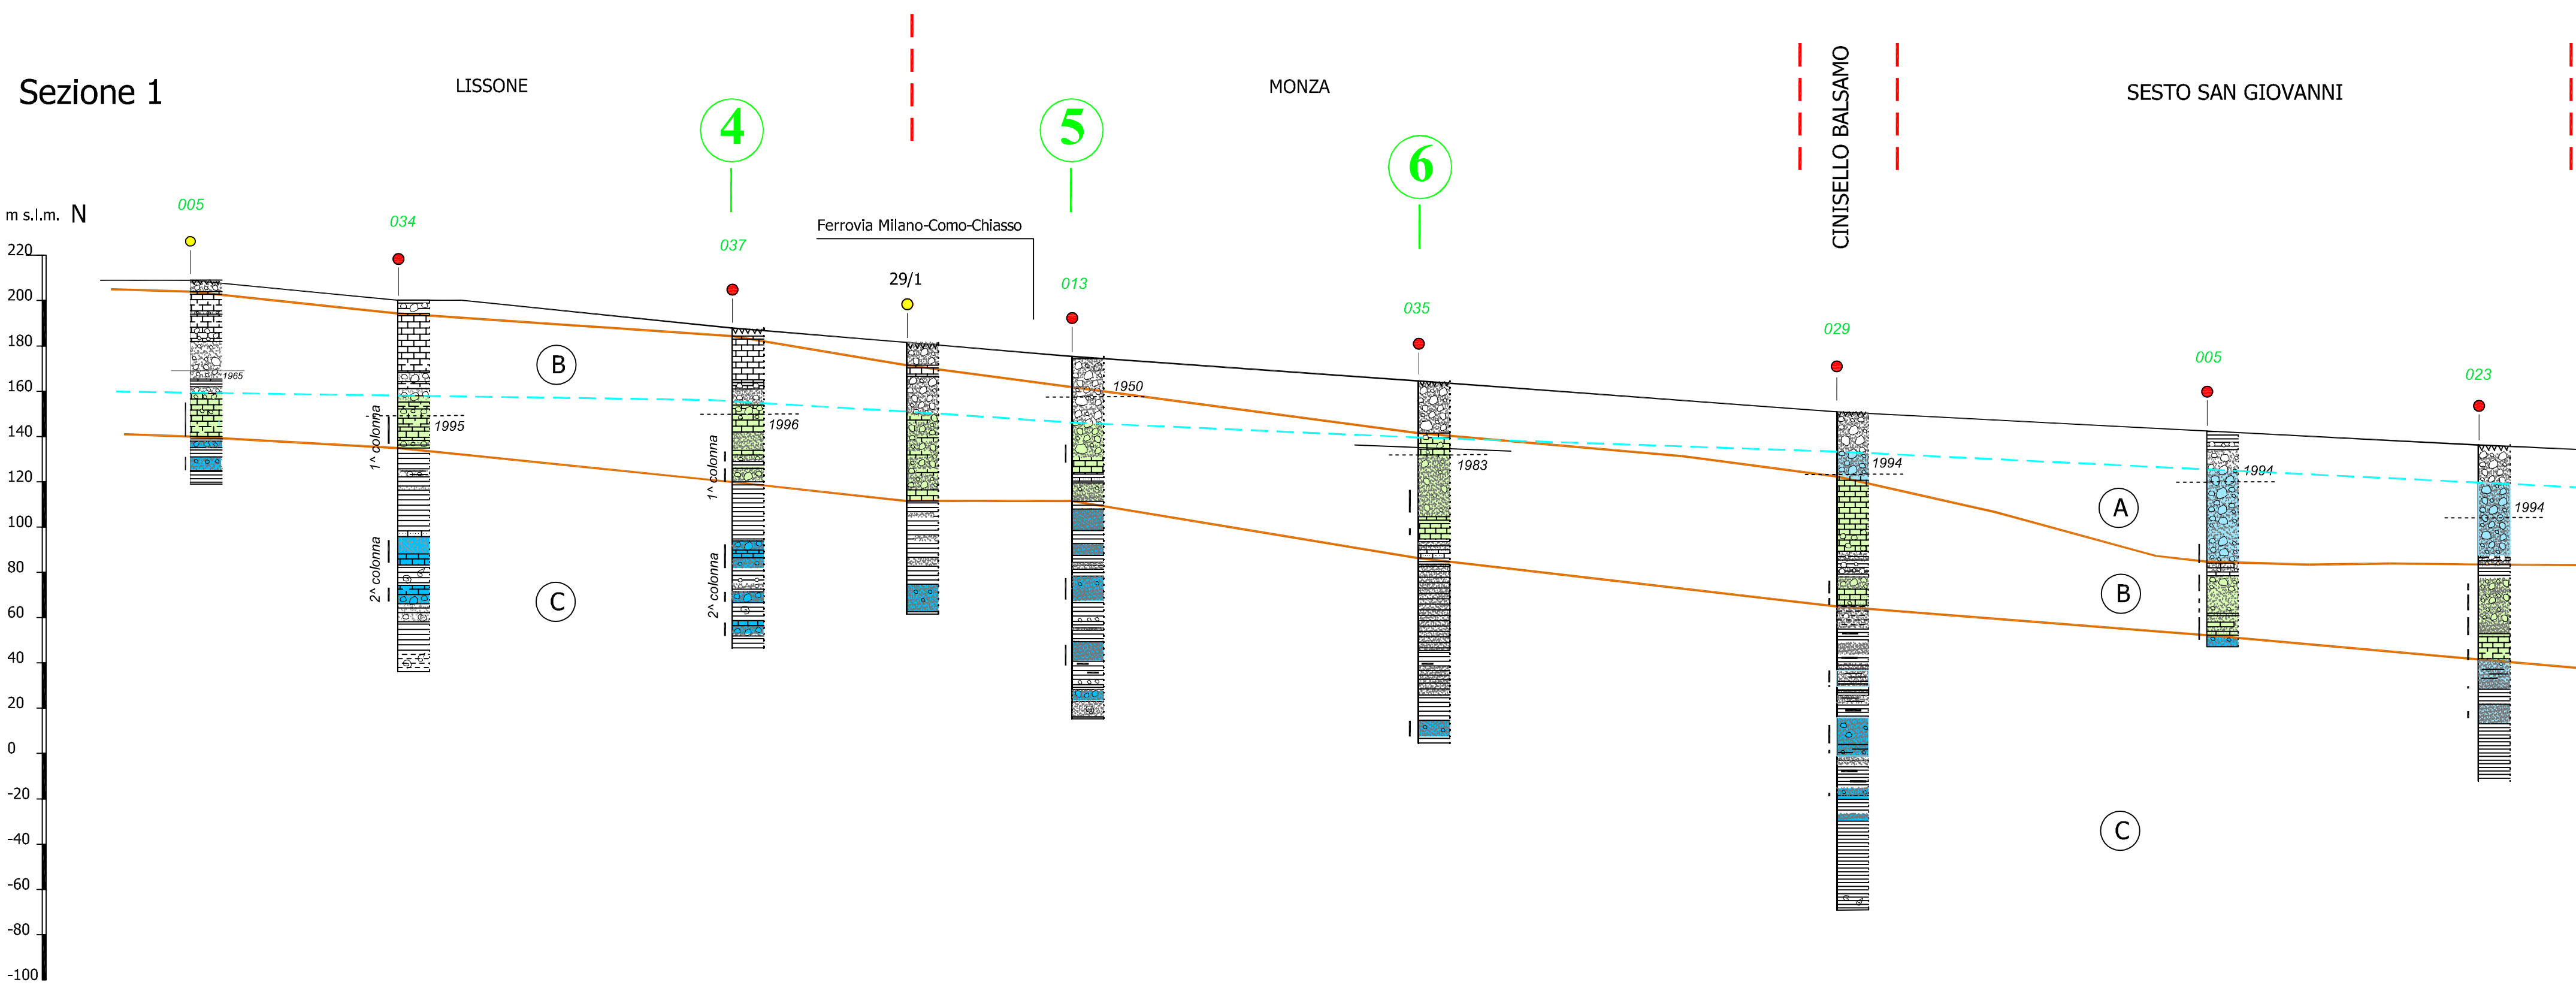 Sezione 1
LISSONE
MONZA
CINISELLO BALSAMO
SESTO SAN GIOVANNI
4
5
6
m s.l.m. N
005
034
037
Ferrovia Milano-Como-Chiasso
29/1
013
035
029
005
023
220
200
180
160
140
120
100
80
60
40
20
0
-20
-40
-60
-80
-100
1965
1^ colonna
1995
2^ colonna
B
C
1^ colonna
1996
2^ colonna
1950
1983
1994
A
B
C
1994
1994